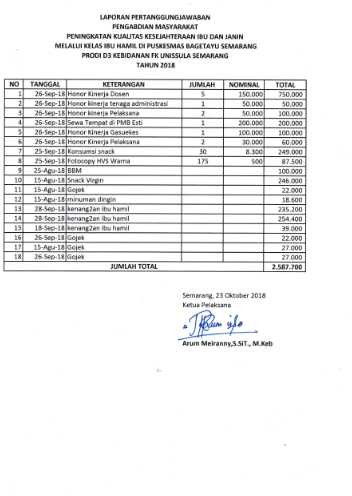 LAPORAN PERTANGGUNGJAWABAN
PENGABDIAN MASYARAKAT
PENINGKATAN KUALITAS KESEJAHTERAAN IBU DAN JANIN
MELALUI KELAS IBU HAMIL DI PUSKESMAS BAGETAYU SEMARANG
PRODI D3 KEBIDANAN FK UNISSULA SEMARANG
TAHUN 2018
NO TANGGAL KETERANGAN JUMLAH NOMINAL TOTAL
1 26-Sep-18 Honor Kinerja Dosen 5 150.000 750.000
2 26-Sep-18 Honor kinerja tenaga administrasi 1 50.000 50.000
3 26-Sep-18 Honor kinerja Pelaksana 2 50.000 100.000
4 26-Sep-18 Sewa Tempat di PMB Esti 1 200.000 200.000
5 26-Sep-18 Honor Kinerja Gasuekes 1 100.000 100.000
6 26-Sep-18 Honor Kinerja Pelaksana 2 30.000 60.000
7 25-Sep-18 Konsumsi snack 30 8.300 249.000
8 25-Sep-18 Fotocopy HVS Warna 175 500 87.500
9 25-Agu-18 BBM 100.000
10 15-Agu-18 Snack Virgin 246.000
11 15-Agu-18 Gojek 22.000
12 15-Agu-18 minuman dingin 18.600
13 28-Sep-18 kenang2an ibu hamil 235.200
14 28-Sep-18 kenang2an ibu hamil 254.400
15 18-Sep-18 kenang2an ibu hamil 39.000
16 26-Sep-18 Gojek 22.000
17 15-Agu-18 Gojek 27.000
18 26-Sep-18 Gojek 27.000
JUMLAH TOTAL 2.587.700
Semarang, 23 Oktober 2018
Ketua Pelaksana
Arum Meiranny,S.SiT., M.Keb